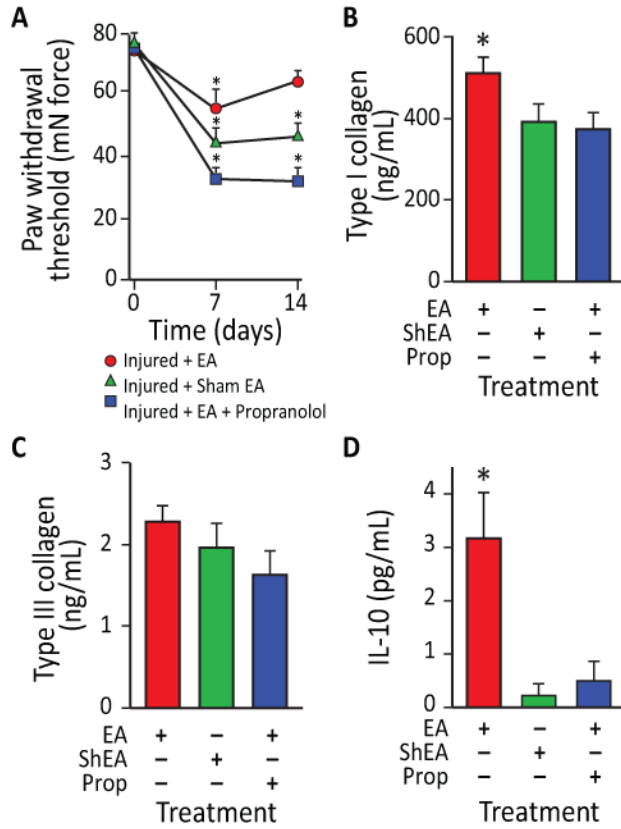 A
80
60
40
20
0
Paw withdrawal
threshold (mN force)
* * * * *
0 7 14
Time (days)
Injured + EA
Injured + Sham EA
Injured + EA + Propranolol
B
600
400
200
0
Type I collagen
(ng/mL)
*
EA + – +
ShEA – + –
Prop – – +
Treatment
C
3
2
1
0
Type III collagen
(ng/mL)
EA + – +
ShEA – + –
Prop – – +
Treatment
D
4
3
2
1
0
IL-10 (pg/mL)
*
EA + – +
ShEA – + –
Prop – – +
Treatment